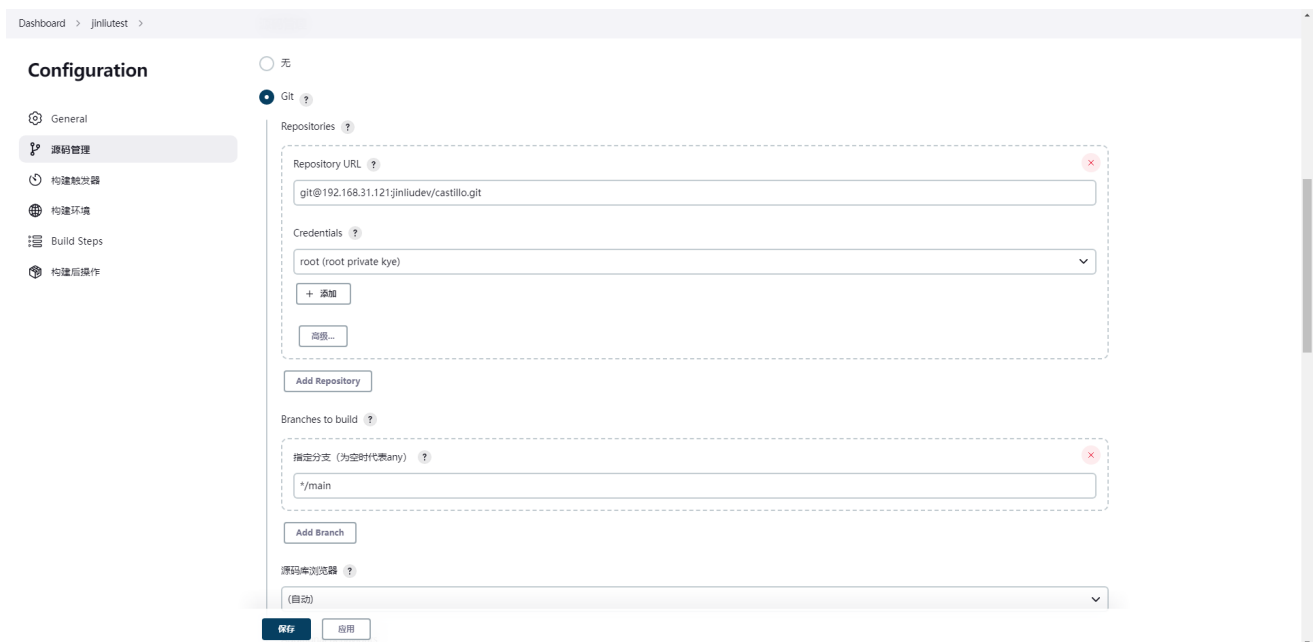 Dashboard > jinliutest >
Configuration
General
源码管理
构建触发器
构建环境
Build Steps
构建后操作
无
Git ?
Repositories ?
Repository URL ?
git@192.168.31.121:jinliudev/castillo.git
Credentials ?
root (root private kye)
+ 添加
高级...
Add Repository
Branches to build ?
指定分支（为空时代表any） ?
*/main
Add Branch
源码库浏览器 ?
(自动)
保存 应用